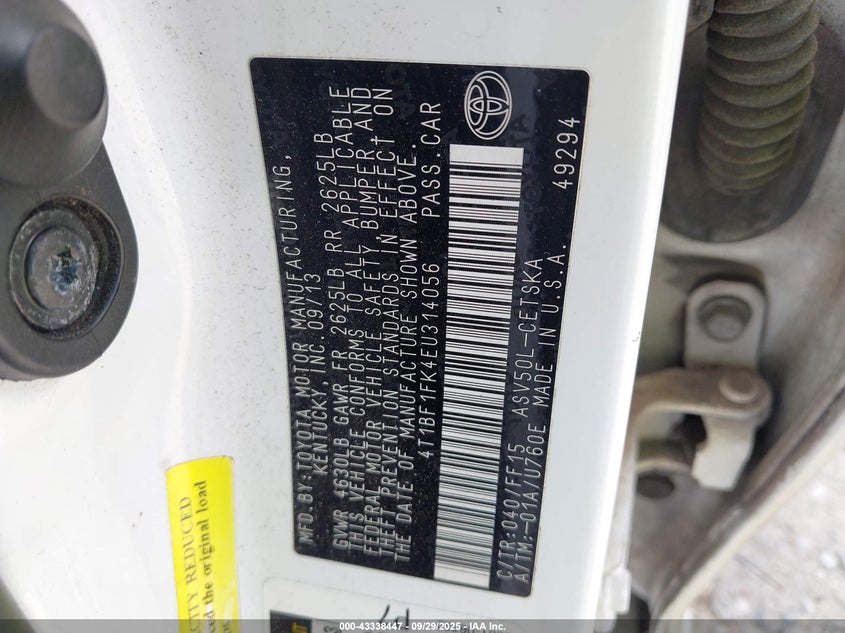 MFD.BY:TOYOTA MOTOR MANUFACTURING,
KENTUCKY, INC. 09/13
GVWR 4630LB GAWR FR 2625LB RR 2625LB
THIS VEHICLE CONFORMS TO ALL APPLICABLE
FEDERAL MOTOR VEHICLE SAFETY BUMPER, AND
THEFT PREVENTION STANDARDS IN EFFECT ON
THE DATE OF MANUFACTURE SHOWN ABOVE.
4T1BF1FK4EU314056 PASS.CAR
C/TR:040/FF15 ASV50L-CETSKA 49294
A/TM:-01A/U760E MADE IN U.S.A.
CITY REDUCED
the original load
000-43338447 - 09/29/2025 - IAA Inc.